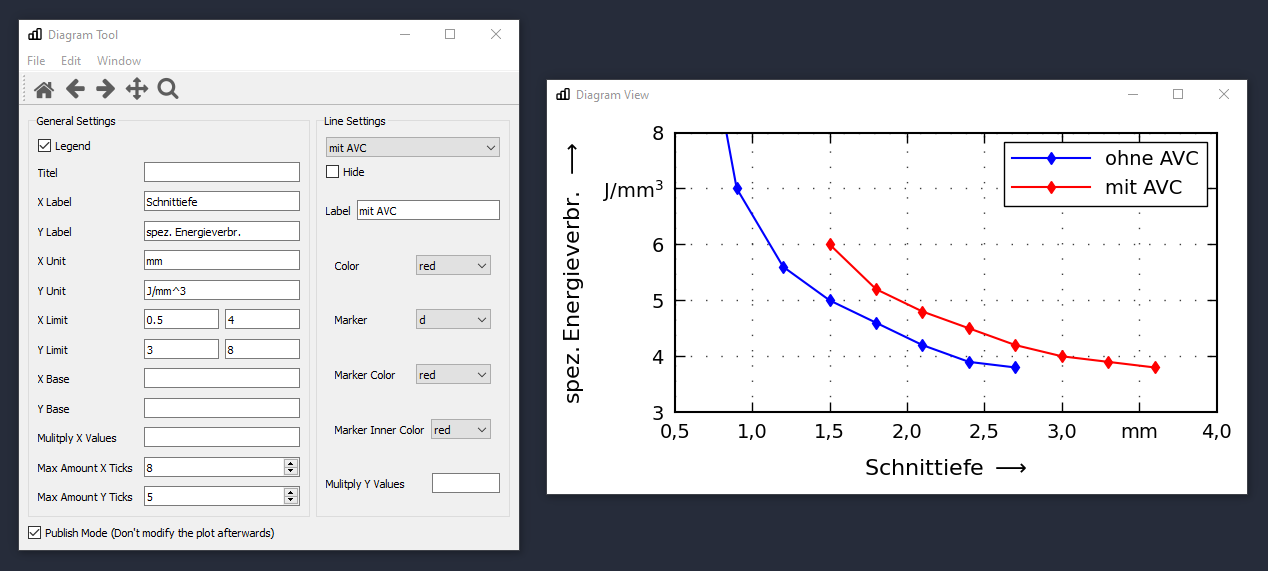 Diagram Tool
File Edit Window
General Settings
Legend
Titel
X Label Schnittiefe
Y Label spez. Energieverbr.
X Unit mm
Y Unit J/mm^3
X Limit 0.5 4
Y Limit 3 8
X Base
Y Base
Mulitply X Values
Max Amount X Ticks 8
Max Amount Y Ticks 5
Publish Mode (Don't modify the plot afterwards)
Line Settings
mit AVC
Hide
Label mit AVC
Color red
Marker d
Marker Color red
Marker Inner Color red
Mulitply Y Values
Diagram View
spez. Energieverbr. ⟶
8
J/mm³
6
5
4
3
ohne AVC
mit AVC
0,5 1,0 1,5 2,0 2,5 3,0 mm 4,0
Schnittiefe ⟶